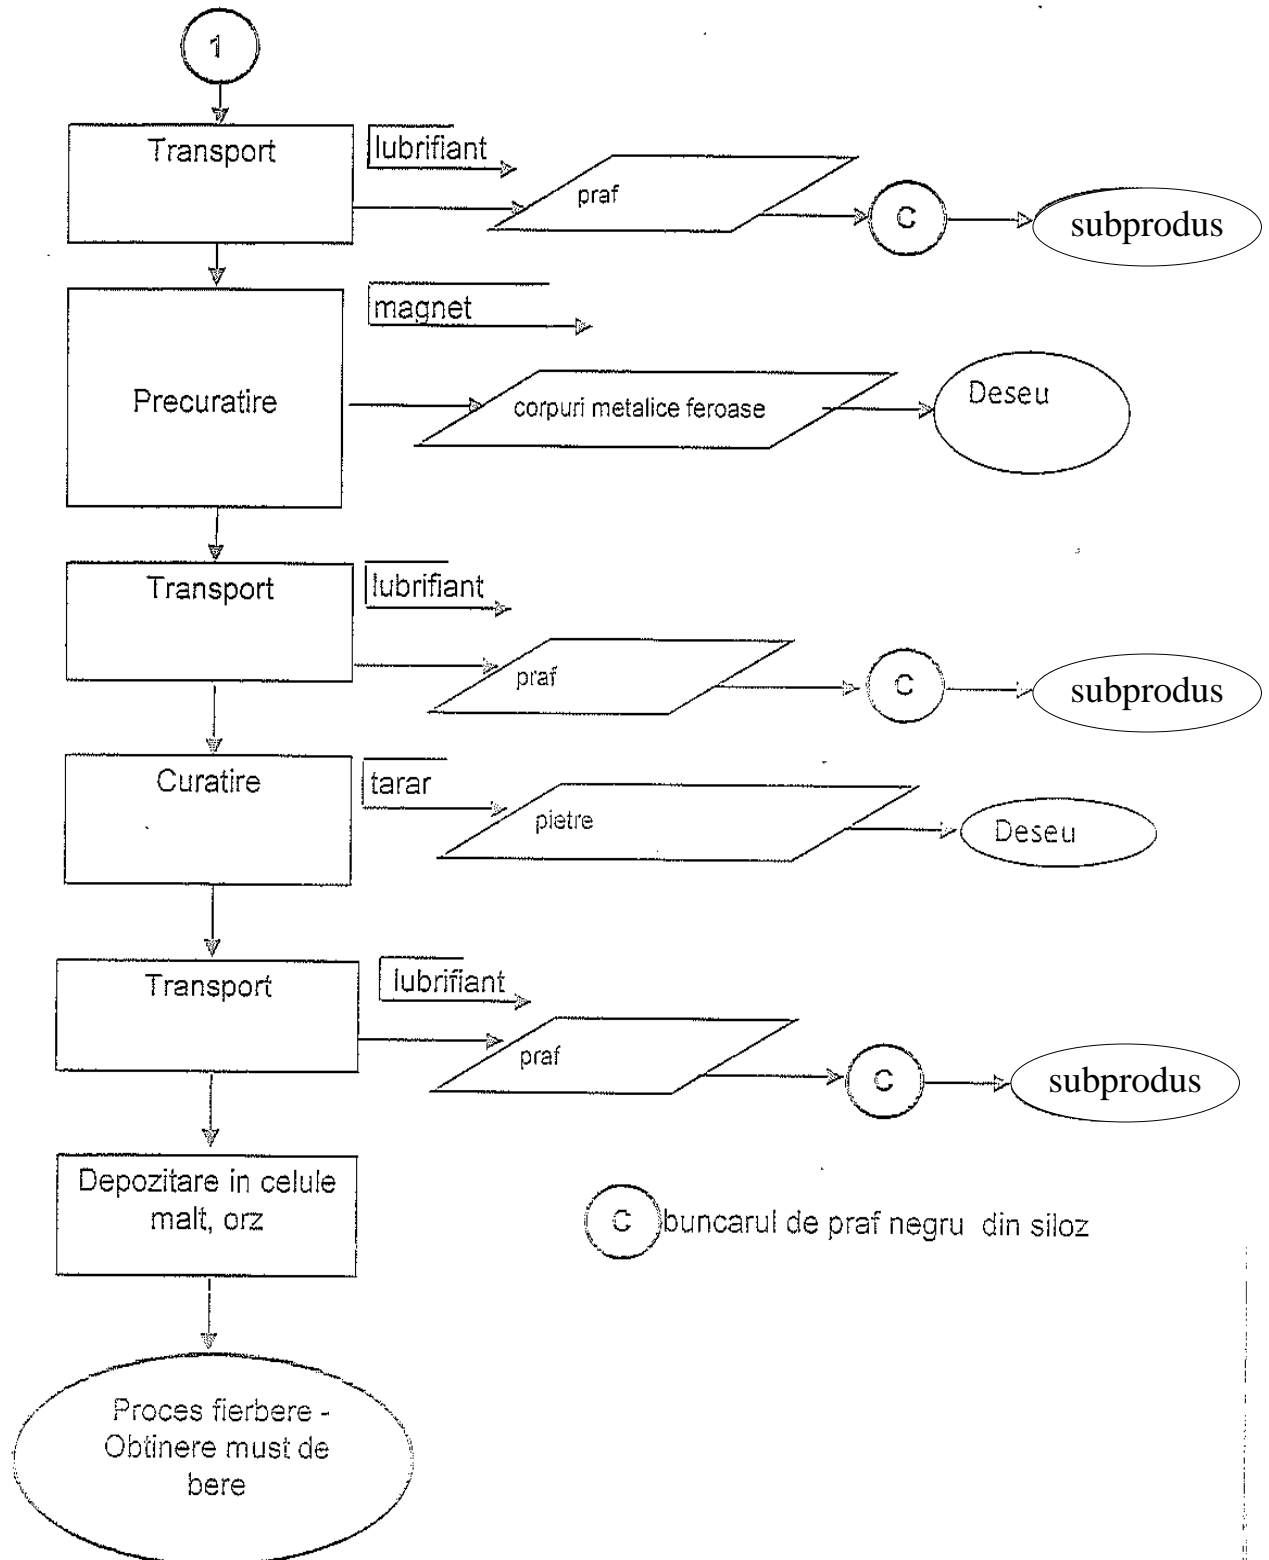 1
Transport
lubrifiant
praf
C
subprodus
magnet
Precuratire
corpuri metalice feroase
Deseu
Transport
lubrifiant
praf
C
subprodus
Curatire
tarar
pietre
Deseu
Transport
lubrifiant
praf
C
subprodus
Depozitare in celule
malt, orz
C buncarul de praf negru din siloz
Proces fierbere -
Obtinere must de
bere